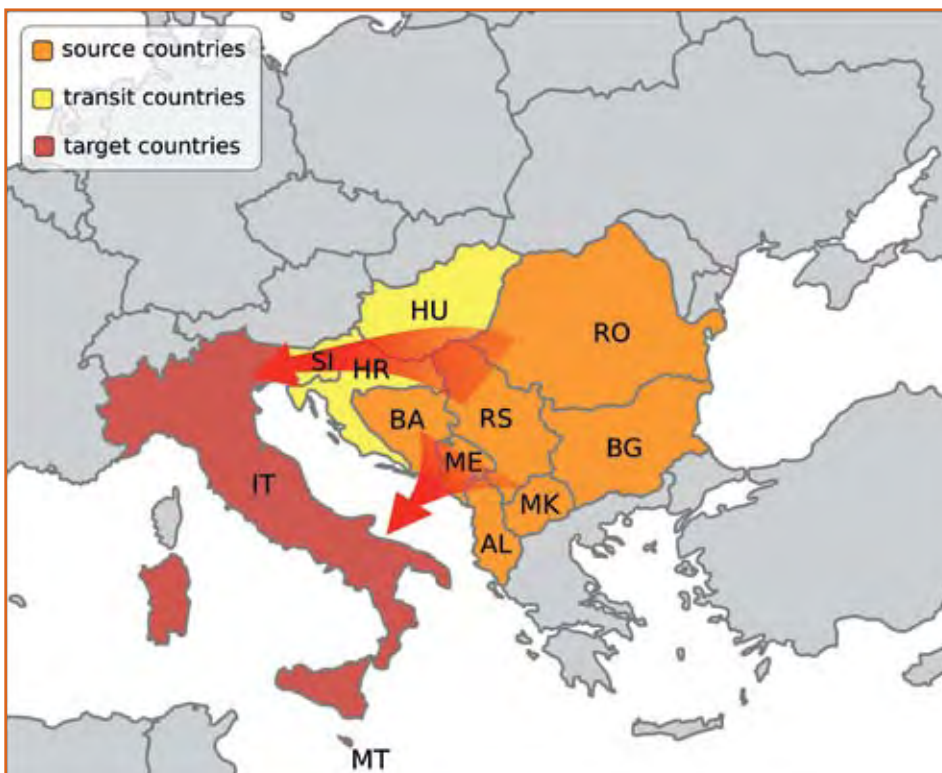 source countries
transit countries
target countries
HU
RO
SI
HR
BA
RS
ME
BG
IT
MK
AL
MT